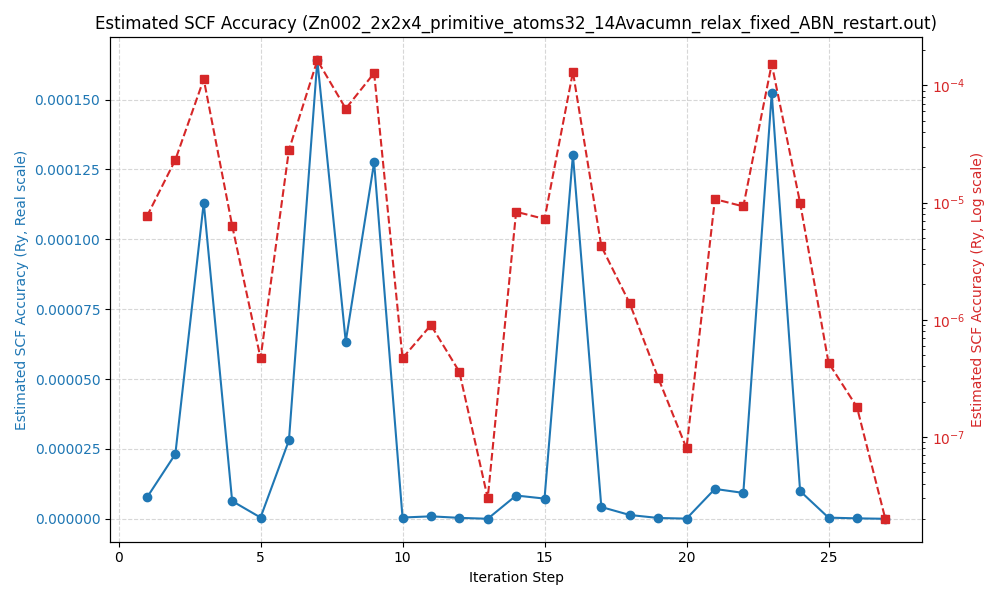 Estimated SCF Accuracy (Zn002_2x2x4_primitive_atoms32_14Avacumn_relax_fixed_ABN_restart.out)
Estimated SCF Accuracy (Ry, Real scale)
0.000150
0.000125
0.000100
0.000075
0.000050
0.000025
0.000000
0 5 10 15 20 25
Iteration Step
10⁻⁴
10⁻⁵
10⁻⁶
10⁻⁷
Estimated SCF Accuracy (Ry, Log scale)